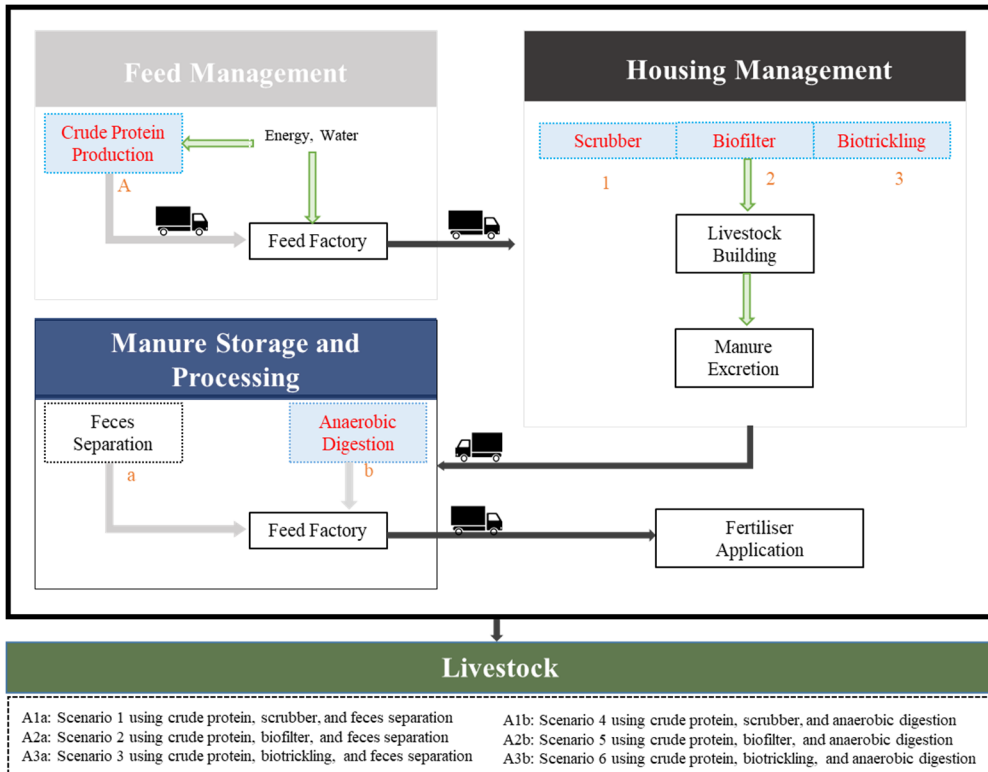 Feed Management
Crude Protein
Production
Energy, Water
A
Feed Factory
Housing Management
Scrubber
Biofilter
Biotrickling
1
2
3
Livestock
Building
Manure
Excretion
Manure Storage and
Processing
Feces
Separation
Anaerobic
Digestion
a
b
Feed Factory
Fertiliser
Application
Livestock
A1a: Scenario 1 using crude protein, scrubber, and feces separation
A2a: Scenario 2 using crude protein, biofilter, and feces separation
A3a: Scenario 3 using crude protein, biotrickling, and feces separation
A1b: Scenario 4 using crude protein, scrubber, and anaerobic digestion
A2b: Scenario 5 using crude protein, biofilter, and anaerobic digestion
A3b: Scenario 6 using crude protein, biotrickling, and anaerobic digestion